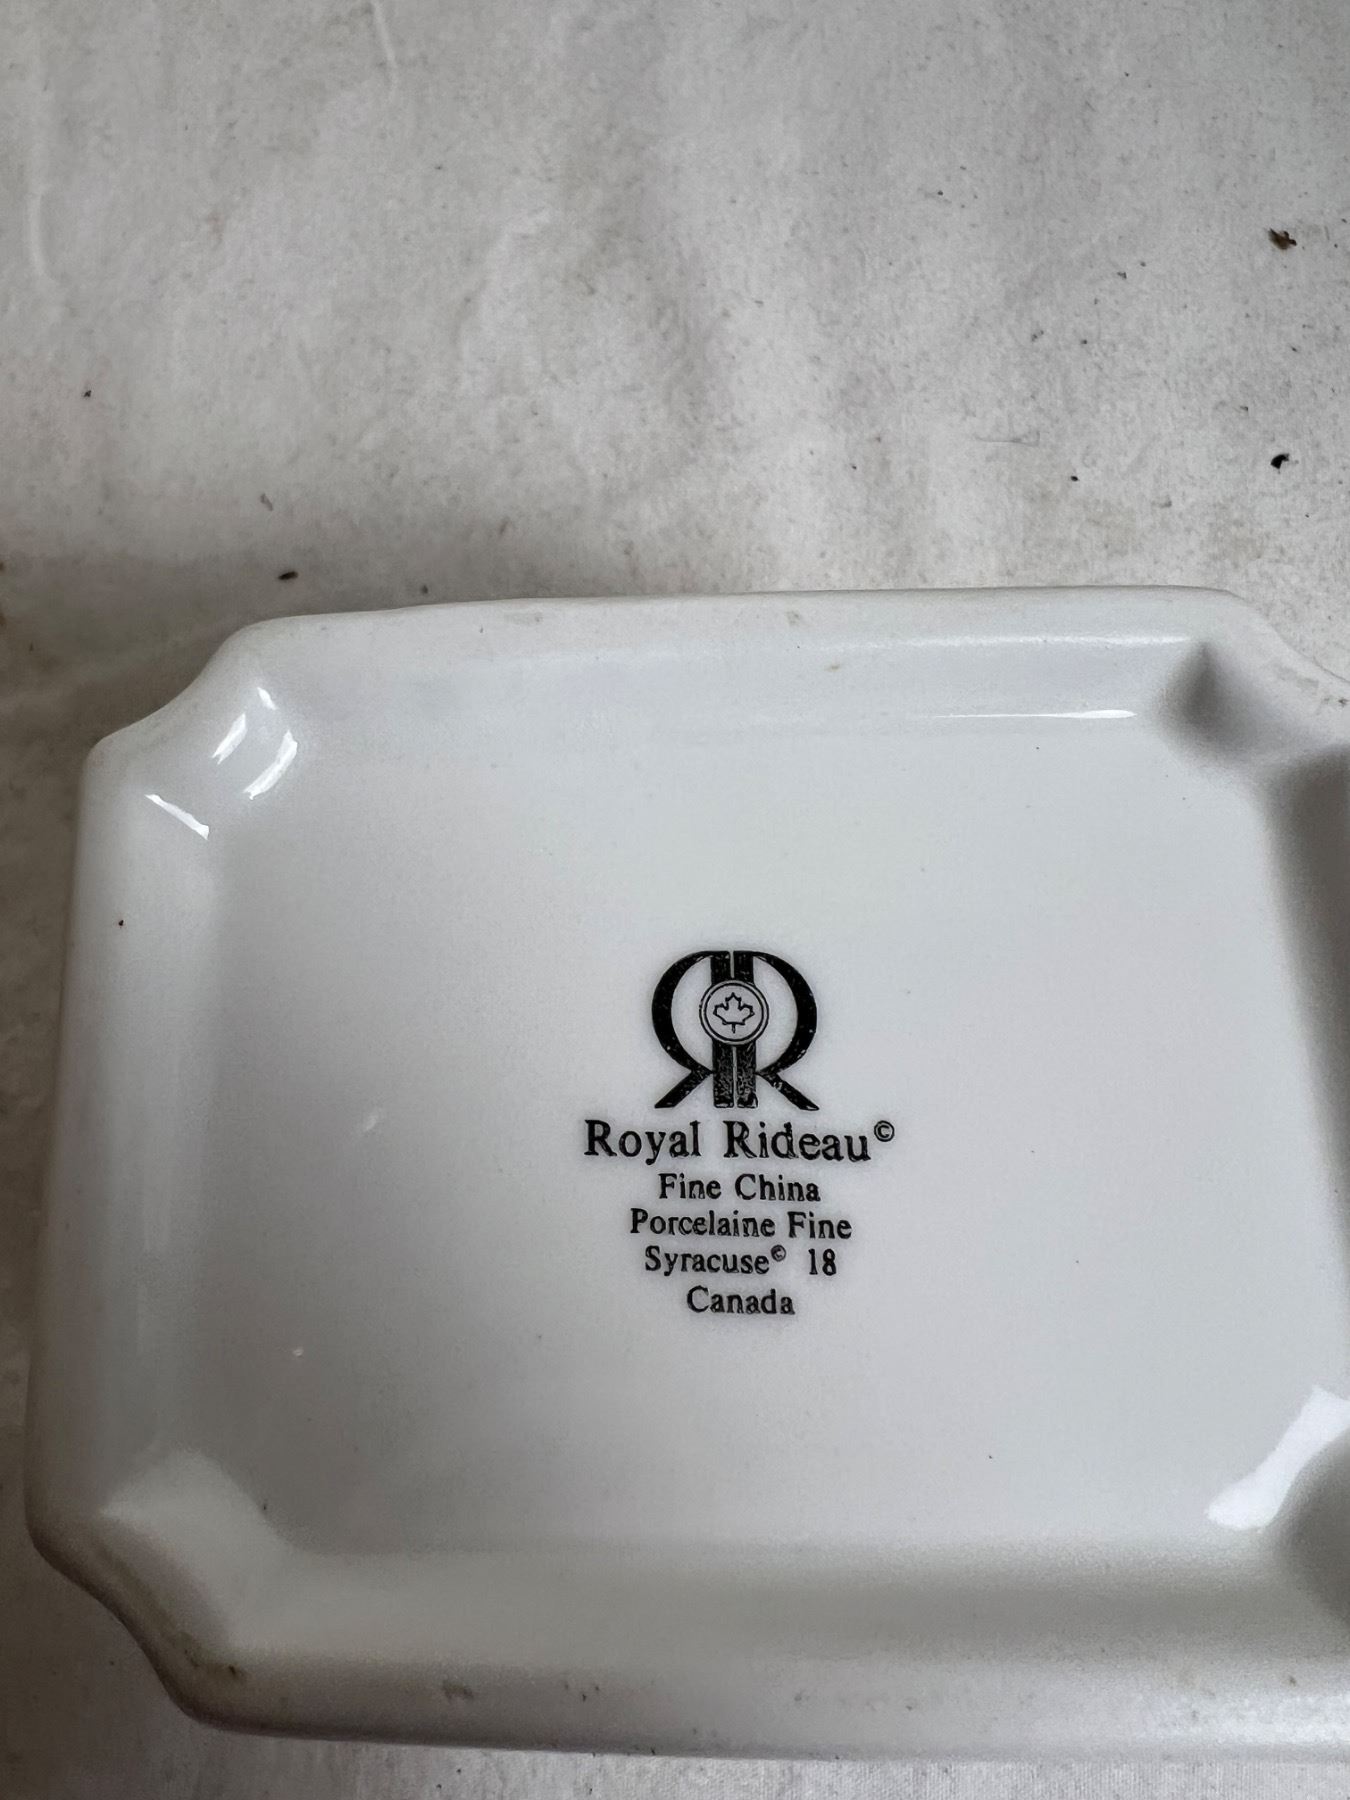 Royal Rideau©
Fine China
Porcelaine Fine
Syracuse© 18
Canada